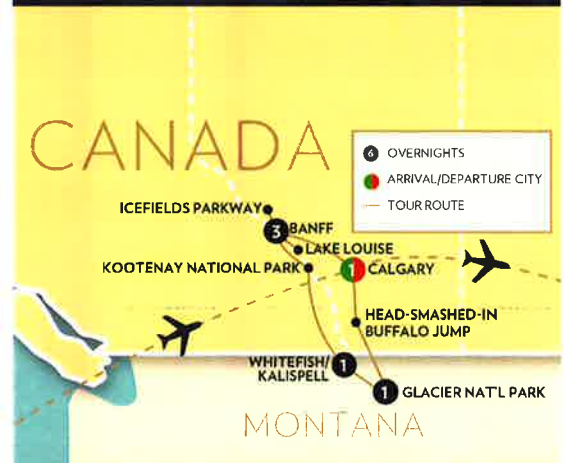 CANADA
6 OVERNIGHTS
ARRIVAL/DEPARTURE CITY
TOUR ROUTE
ICEFIELDS PARKWAY
3 BANFF
LAKE LOUISE
KOOTENAY NATIONAL PARK
1 CALGARY
HEAD-SMASHED-IN
BUFFALO JUMP
WHITEFISH/
KALISPELL
1
1 GLACIER NAT'L PARK
MONTANA